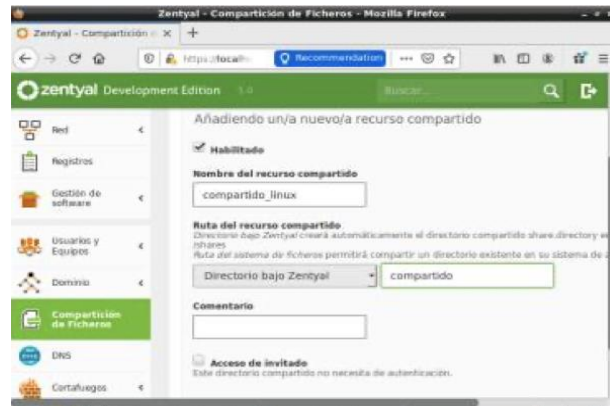 Zentyal - Compartición de Ficheros - Mozilla Firefox
Zentyal - Compartición
https://local
Recommendation
zentyal Development Edition
Buscar...
Añadiendo un/a nuevo/a recurso compartido
Red
Habilitado
Registros
Nombre del recurso compartido
Gestión de software
compartido_linux
Ruta del recurso compartido
Directorio bajo Zentyal creará automáticamente el directorio compartido share.directory e
Usuarios y Equipos
/shares
Ruta del sistema de ficheros permitirá compartir un directorio existente en su sistema de
Directorio bajo Zentyal
compartido
Dominio
Comentario
Compartición de Ficheros
DNS
Acceso de invitado
Este directorio compartido no necesita de autenticación.
Cortafuegos